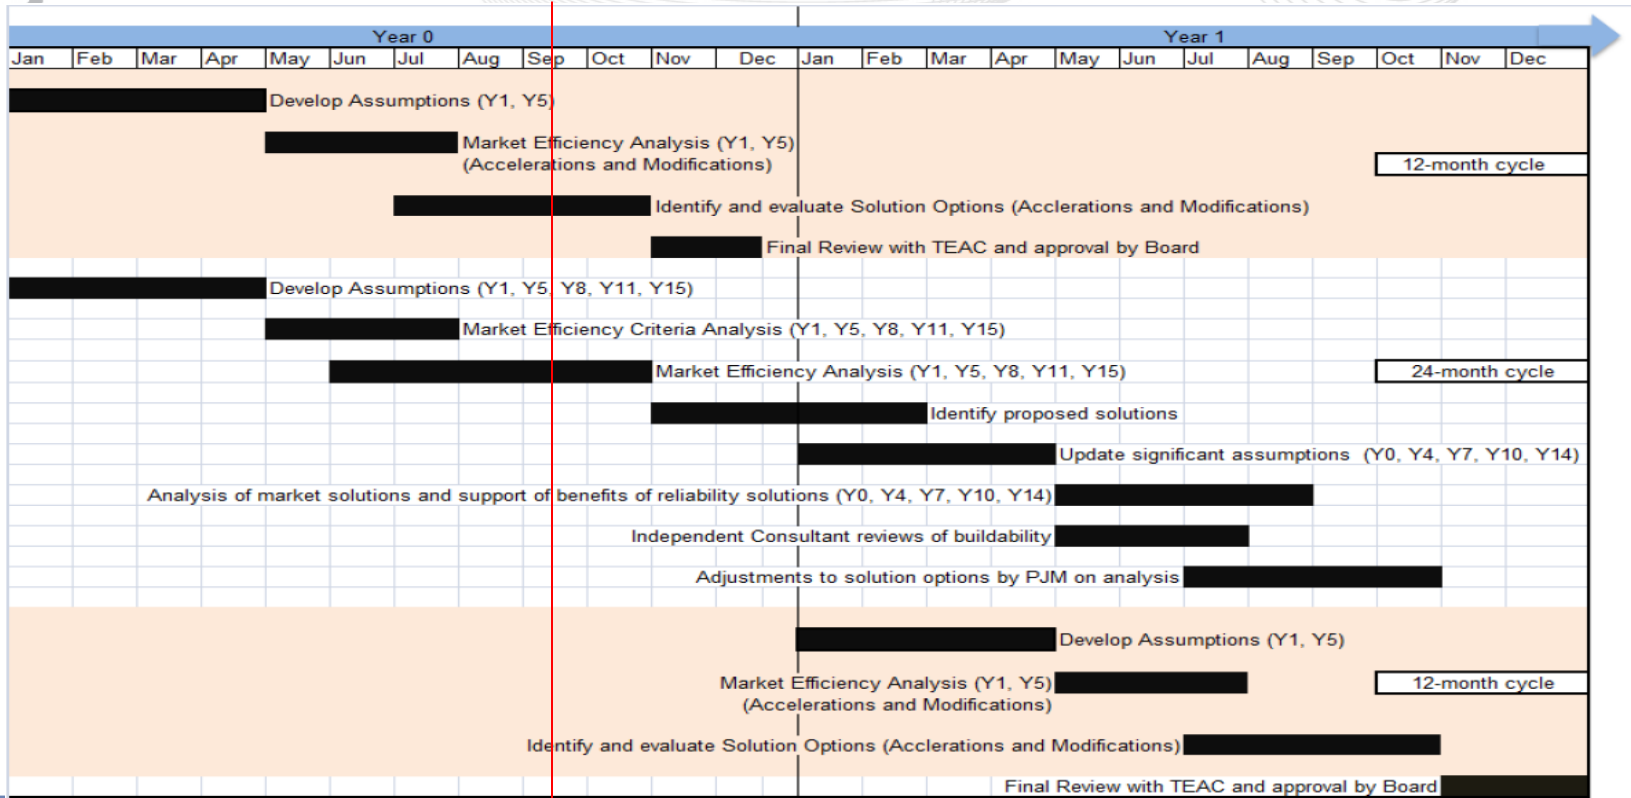 Year 0 Year 1
Jan Feb Mar Apr May Jun Jul Aug Sep Oct Nov Dec Jan Feb Mar Apr May Jun Jul Aug Sep Oct Nov Dec
Develop Assumptions (Y1, Y5)
Market Efficiency Analysis (Y1, Y5)
(Accelerations and Modifications)
12-month cycle
Identify and evaluate Solution Options (Acclerations and Modifications)
Final Review with TEAC and approval by Board
Develop Assumptions (Y1, Y5, Y8, Y11, Y15)
Market Efficiency Criteria Analysis (Y1, Y5, Y8, Y11, Y15)
Market Efficiency Analysis (Y1, Y5, Y8, Y11, Y15)
24-month cycle
Identify proposed solutions
Update significant assumptions (Y0, Y4, Y7, Y10, Y14)
Analysis of market solutions and support of benefits of reliability solutions (Y0, Y4, Y7, Y10, Y14)
Independent Consultant reviews of buildability
Adjustments to solution options by PJM on analysis
Develop Assumptions (Y1, Y5)
Market Efficiency Analysis (Y1, Y5)
(Accelerations and Modifications)
12-month cycle
Identify and evaluate Solution Options (Acclerations and Modifications)
Final Review with TEAC and approval by Board